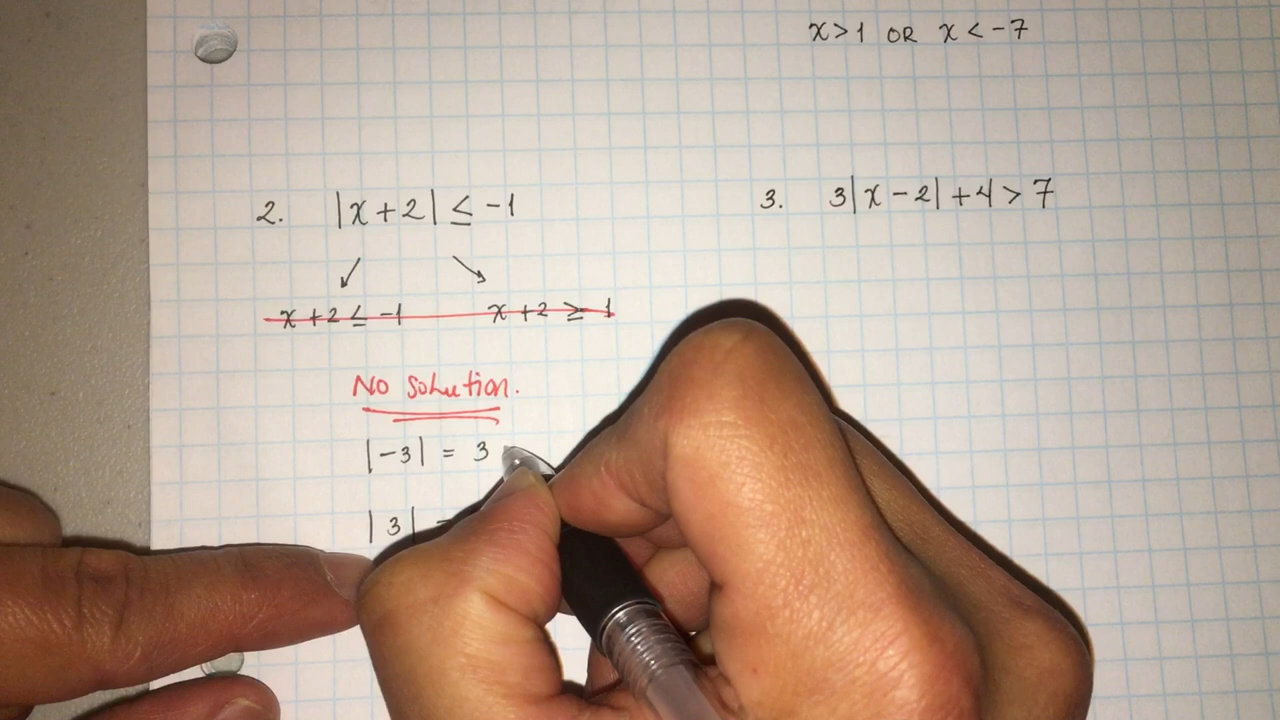 x>1 OR x<-7
2. |x+2| ≤ -1
3. 3|x-2|+4>7
x+2 ≤ -1 x+2 ≥ 1
No solution.
|-3| = 3
|3|